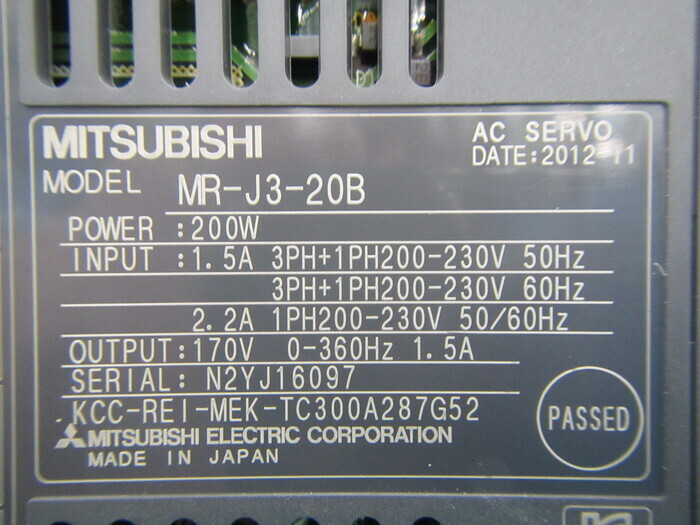 MITSUBISHI
AC SERVO
DATE:2012-11
MODEL MR-J3-20B
POWER :200W
INPUT :1.5A 3PH+1PH200-230V 50Hz
3PH+1PH200-230V 60Hz
2.2A 1PH200-230V 50/60Hz
OUTPUT:170V 0-360Hz 1.5A
SERIAL: N2YJ16097
KCC-REI-MEK-TC300A287G52
PASSED
MITSUBISHI ELECTRIC CORPORATION
MADE IN JAPAN